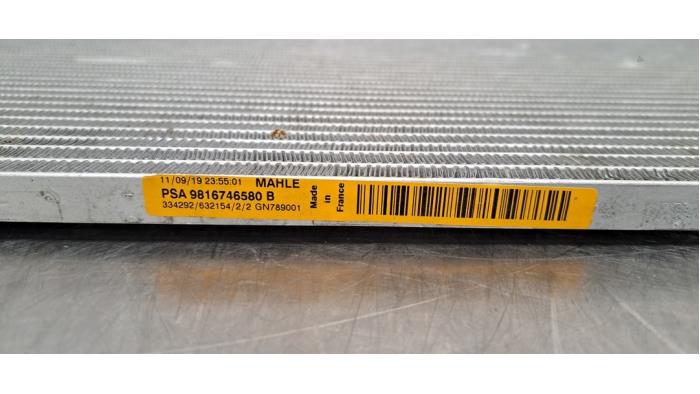 11/09/19 23:55:01 MAHLE
PSA 9816746580 B
334292/632154/2/2 GN789001
Made
in
France